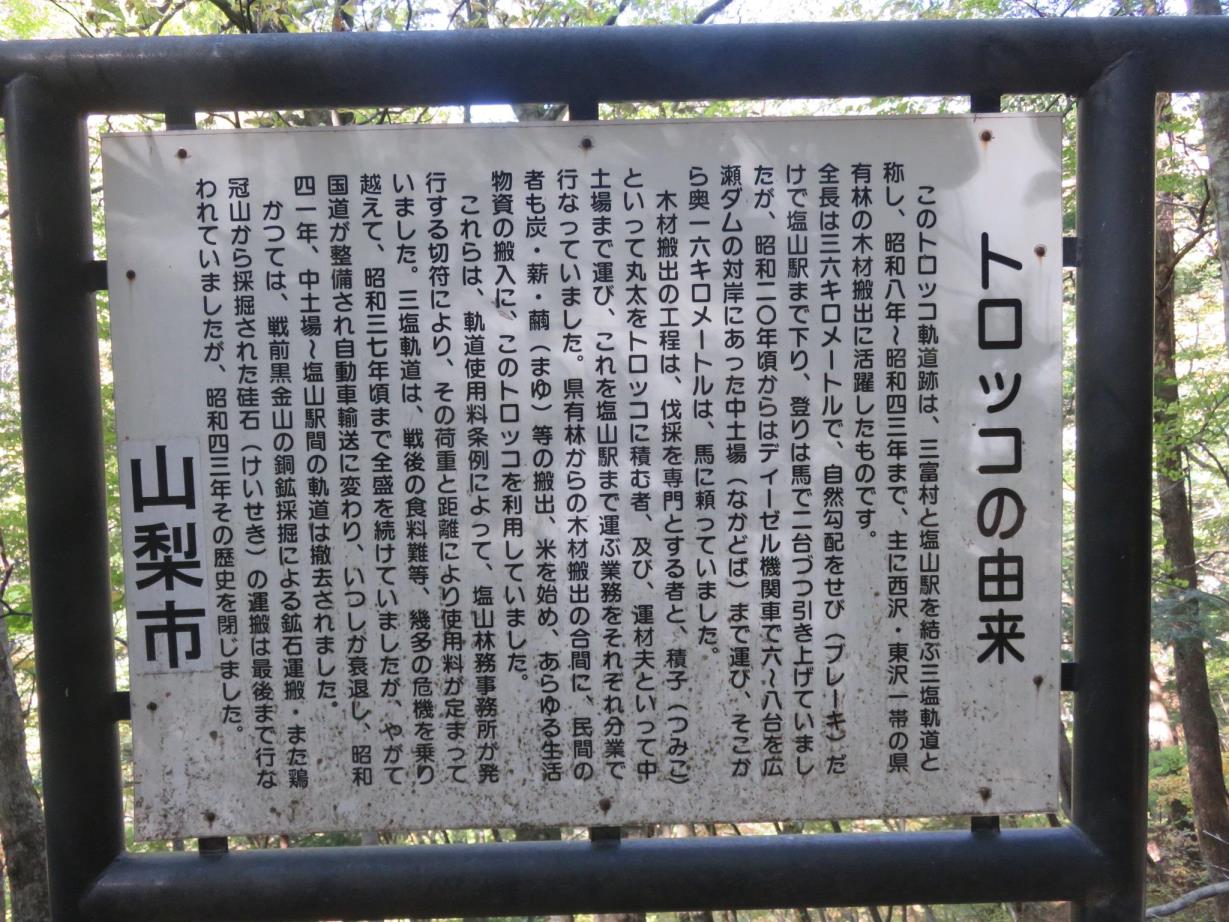 トロッコの由来
このトロッコ軌道跡は、三富村と塩山駅を結ぶ三塩軌道と
称し、昭和八年〜昭和四三年まで、主に西沢・東沢一帯の県
有林の木材搬出に活躍したものです。
全長は三六キロメートルで、自然勾配をせび（ブレーキ）だ
けで塩山駅まで下り、登りは馬で二台づつ引き上げていまし
たが、昭和二〇年頃からはディーゼル機関車で六〜八台を広
瀬ダムの対岸にあった中土場（ながどば）まで運び、そこか
ら奥一六キロメートルは、馬に頼っていました。
木材搬出の工程は、伐採を専門とする者と、積子（つみこ）
といって丸太をトロッコに積む者、及び、運材夫といって中
土場まで運び、これを塩山駅まで運ぶ業務をそれぞれ分業で
行なっていました。県有林からの木材搬出の合間に、民間の
者も炭・薪・繭（まゆ）等の搬出、米を始め、あらゆる生活
物資の搬入に、このトロッコを利用していました。
これらは、軌道使用料条例によって、塩山林務事務所が発
行する切符により、その荷重と距離により使用料が定まって
いました。三塩軌道は、戦後の食料難等、幾多の危機を乗り
越えて、昭和三七年頃まで全盛を続けていましたが、やがて
国道が整備され自動車輸送に変わり、いつしか衰退し、昭和
四一年、中土場〜塩山駅間の軌道は撤去されました。
かつては、戦前黒金山の銅鉱採掘による鉱石運搬・また鶏
冠山から採掘された硅石（けいせき）の運搬は最後まで行な
われていましたが、昭和四三年その歴史を閉じました。
山梨市